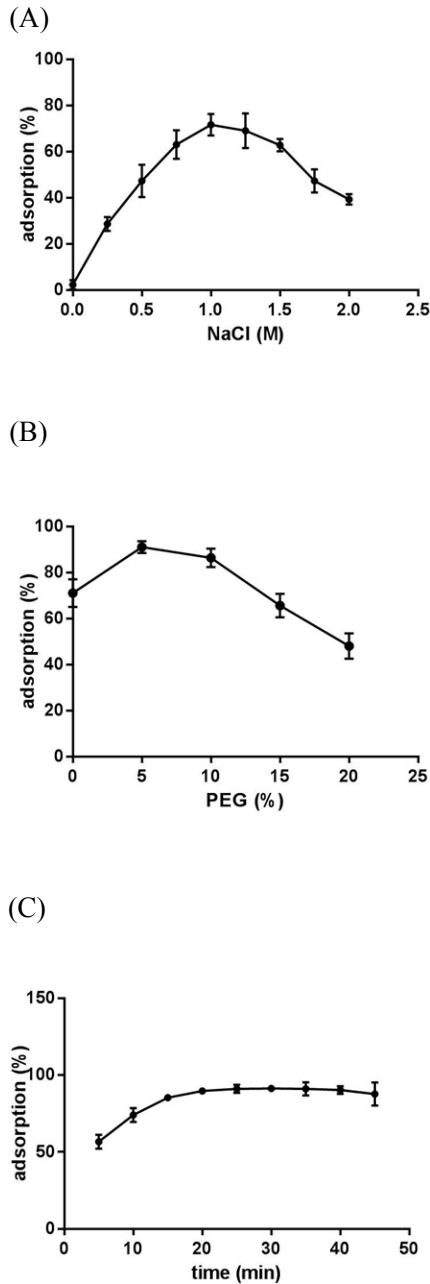 (A)
100
80
60
40
20
0
adsorption (%)
0.0 0.5 1.0 1.5 2.0 2.5
NaCl (M)
(B)
100
80
60
40
20
0
adsorption (%)
0 5 10 15 20 25
PEG (%)
(C)
150
100
50
0
adsorption (%)
0 10 20 30 40 50
time (min)